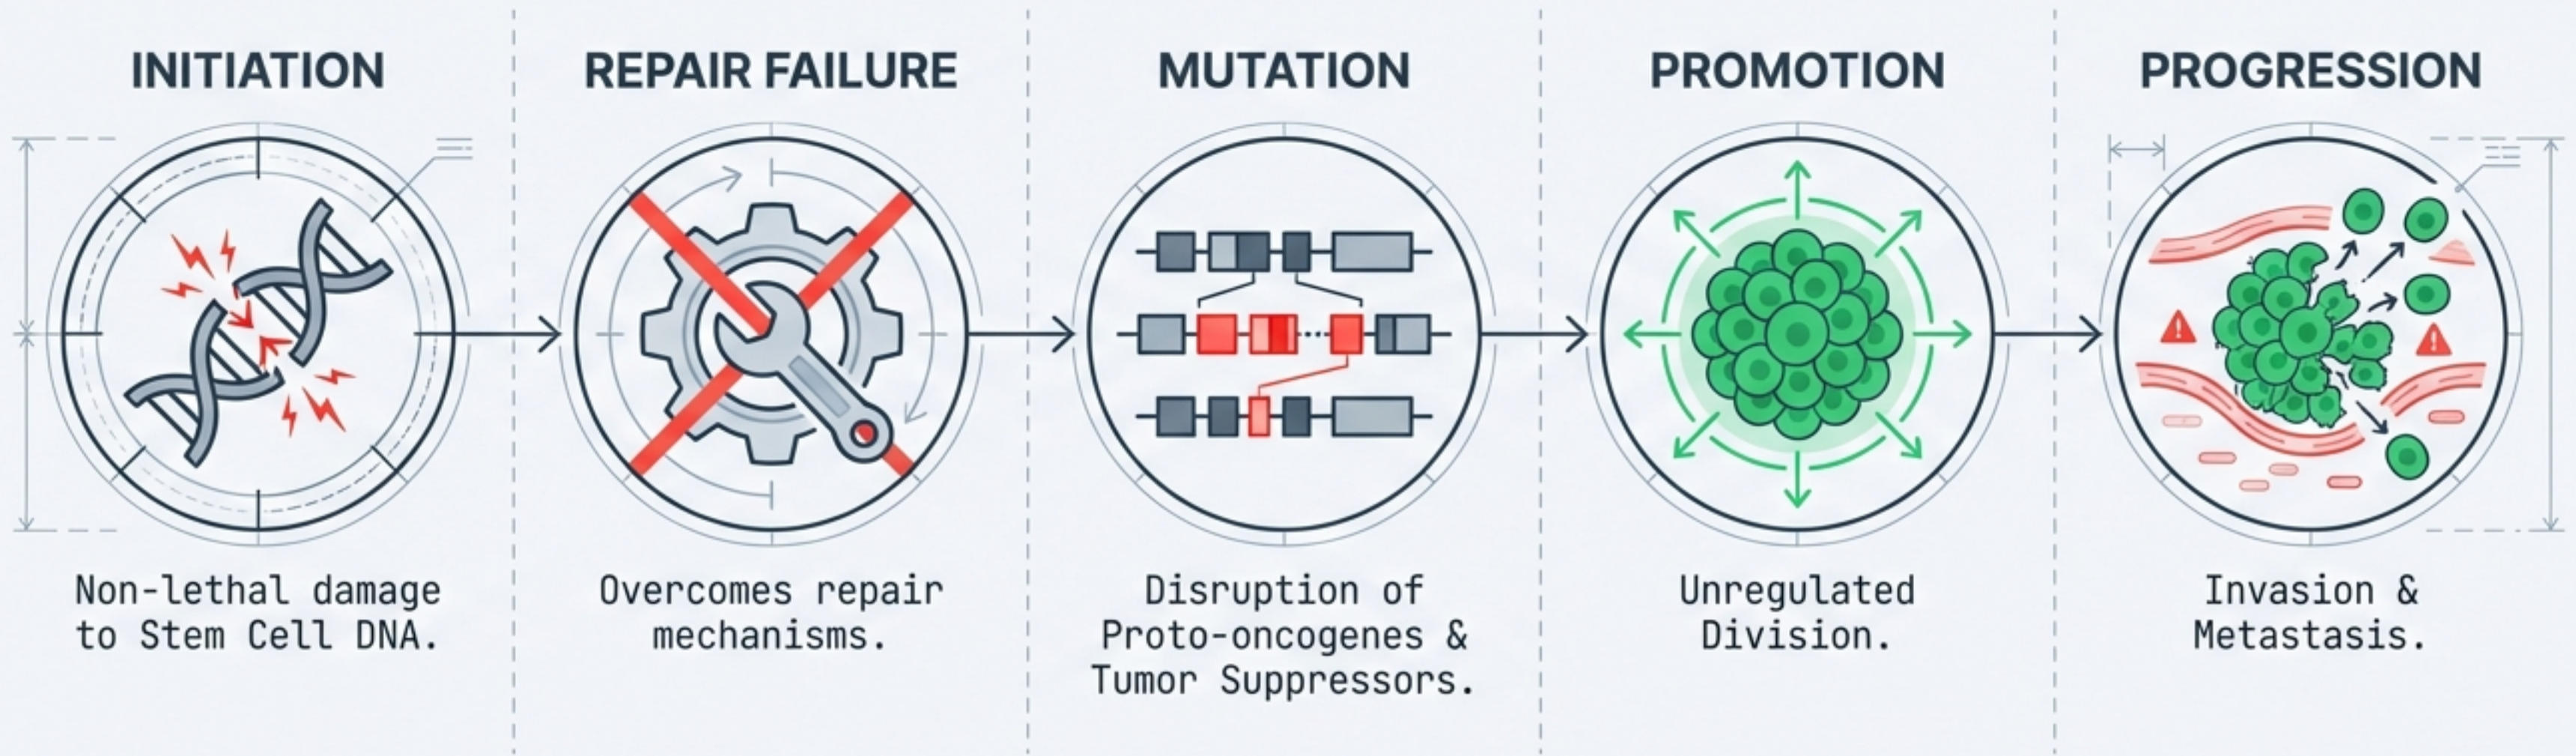 INITIATION
Non-lethal damage
to Stem Cell DNA.
REPAIR FAILURE
Overcomes repair
mechanisms.
MUTATION
Disruption of
Proto-oncogenes &
Tumor Suppressors.
PROMOTION
Unregulated
Division.
PROGRESSION
Invasion &
Metastasis.